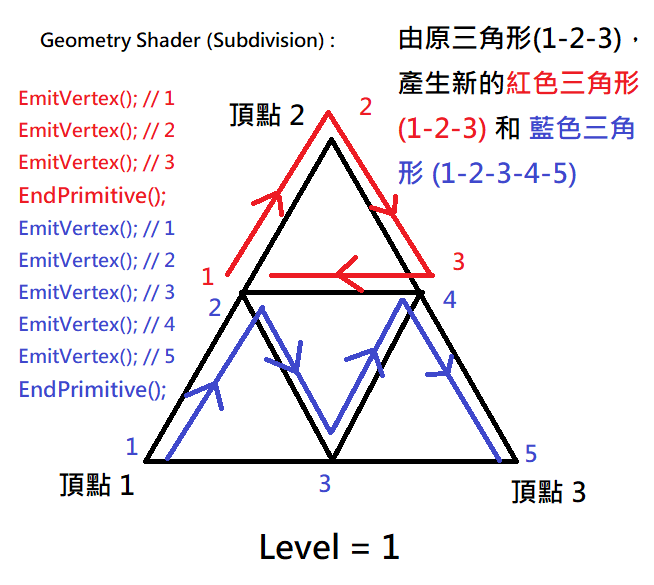 Geometry Shader (Subdivision) :
由原三角形(1-2-3)，
產生新的紅色三角形
(1-2-3) 和 藍色三角
形 (1-2-3-4-5)
EmitVertex(); // 1
EmitVertex(); // 2
EmitVertex(); // 3
EndPrimitive();
EmitVertex(); // 1
EmitVertex(); // 2
EmitVertex(); // 3
EmitVertex(); // 4
EmitVertex(); // 5
EndPrimitive();
頂點 2
2
1
3
2
4
1
3
5
頂點 1
頂點 3
Level = 1